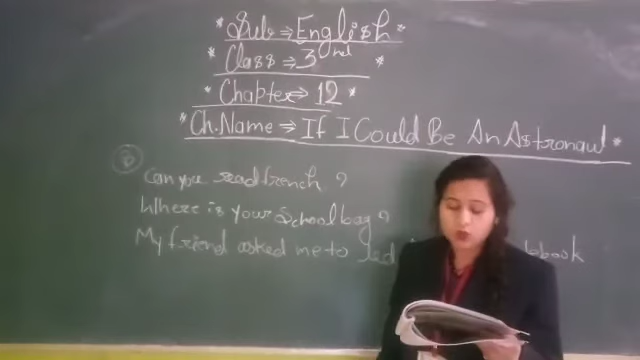 * Sub ⇒ English *
* Class ⇒ 3nd *
* Chapter ⇒ 12 *
* Ch. Name ⇒ If I Could Be An Astronaut *
Can you read french ?
Where is your School bag ?
My friend asked me to